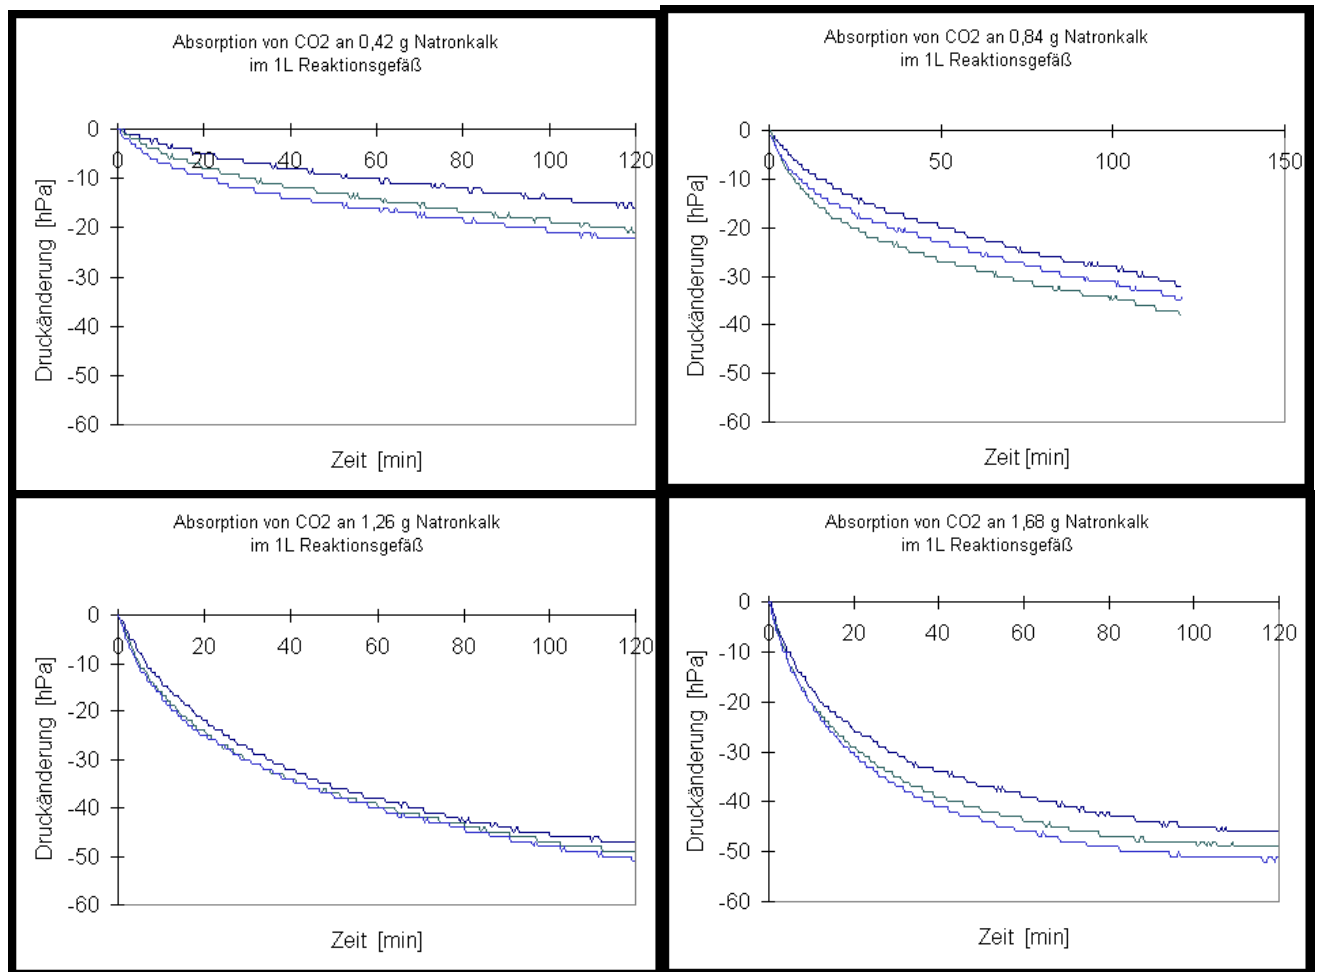 Absorption von CO2 an 0,42 g Natronkalk
im 1L Reaktionsgefäß
0
0 20 40 60 80 100 120
-10
-20
-30
-40
-50
-60
Druckänderung [hPa]
Zeit [min]
Absorption von CO2 an 0,84 g Natronkalk
im 1L Reaktionsgefäß
0
0 50 100 150
-10
-20
-30
-40
-50
-60
Druckänderung [hPa]
Zeit [min]
Absorption von CO2 an 1,26 g Natronkalk
im 1L Reaktionsgefäß
0
0 20 40 60 80 100 120
-10
-20
-30
-40
-50
-60
Druckänderung [hPa]
Zeit [min]
Absorption von CO2 an 1,68 g Natronkalk
im 1L Reaktionsgefäß
0
0 20 40 60 80 100 120
-10
-20
-30
-40
-50
-60
Druckänderung [hPa]
Zeit [min]